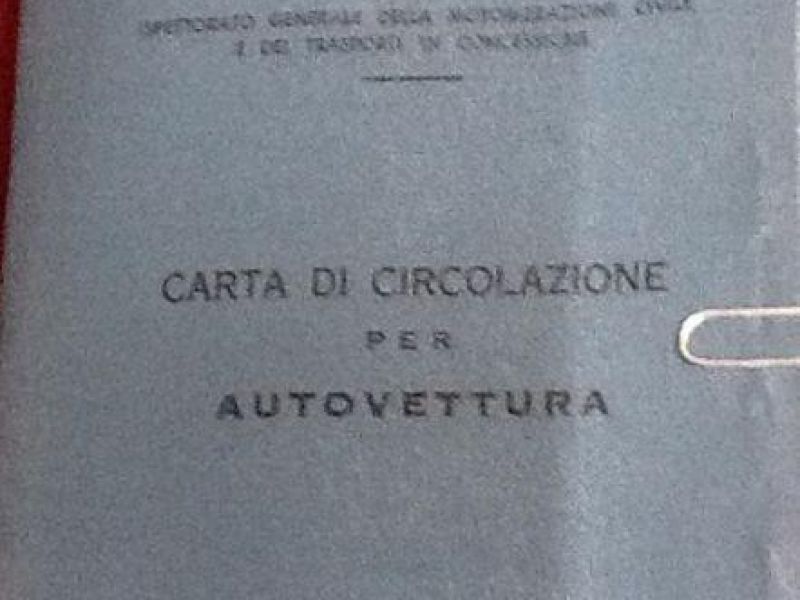 ISPETTORATO GENERALE DELLA MOTORIZZAZIONE CIVILE
E DEI TRASPORTI IN CONCESSIONE
CARTA DI CIRCOLAZIONE
PER
AUTOVETTURA